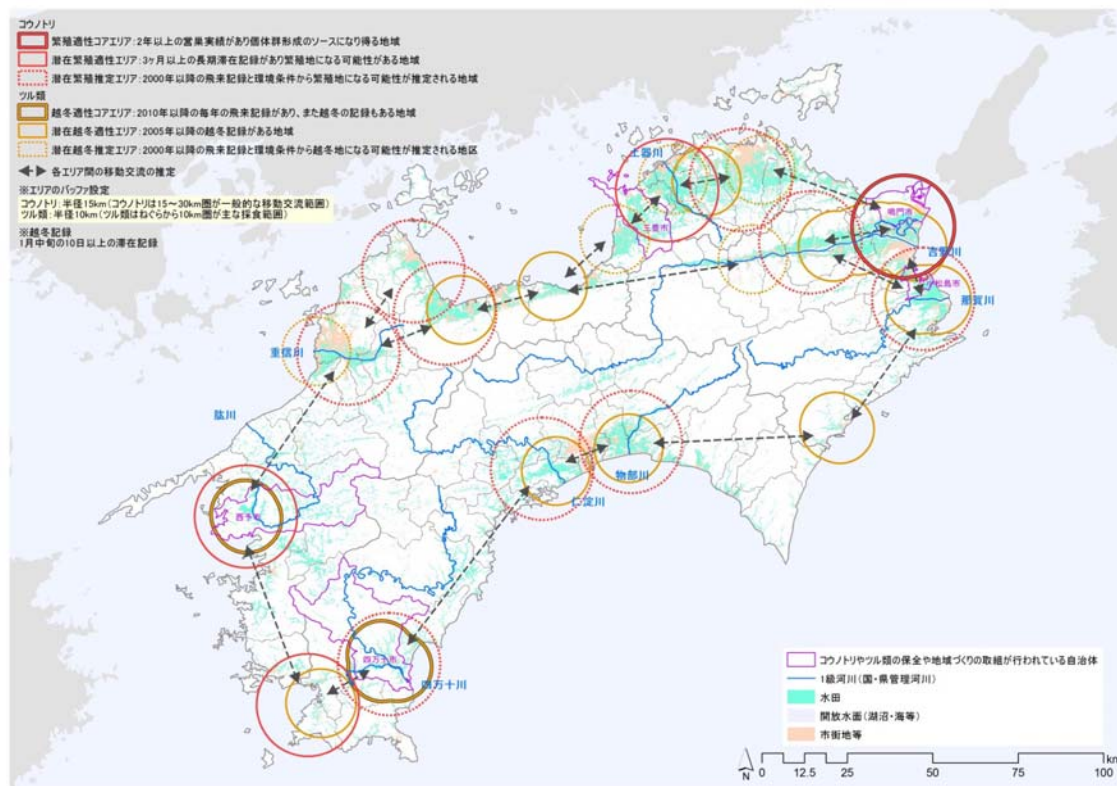 コウノトリ
繁殖適性コアエリア：2年以上の営巣実績があり個体群形成のソースになり得る地域
潜在繁殖適性エリア：3ヶ月以上の長期滞在記録があり繁殖地になる可能性がある地域
潜在繁殖推定エリア：2000年以降の飛来記録と環境条件から繁殖地になる可能性が推定される地域
ツル類
越冬適性コアエリア：2010年以降の毎年の飛来記録があり、また越冬の記録もある地域
潜在越冬適性エリア：2005年以降の越冬記録がある地域
潜在越冬推定エリア：2000年以降の飛来記録と環境条件から越冬地になる可能性が推定される地区
各エリア間の移動交流の推定
※エリアのバッファ設定
コウノトリ：半径15km（コウノトリは15～30km圏が一般的な移動交流範囲）
ツル類：半径10km（ツル類はねぐらから10km圏が主な採食範囲）
※越冬記録
1月中旬の10日以上の滞在記録
土器川
三豊市
鳴門市
吉野川
小松島市
那賀川
重信川
肱川
西予市
物部川
仁淀川
四万十市
四万十川
コウノトリやツル類の保全や地域づくりの取組が行われている自治体
1級河川（国・県管理河川）
水田
開放水面（湖沼・海等）
市街地等
N
km
0 12.5 25 50 75 100